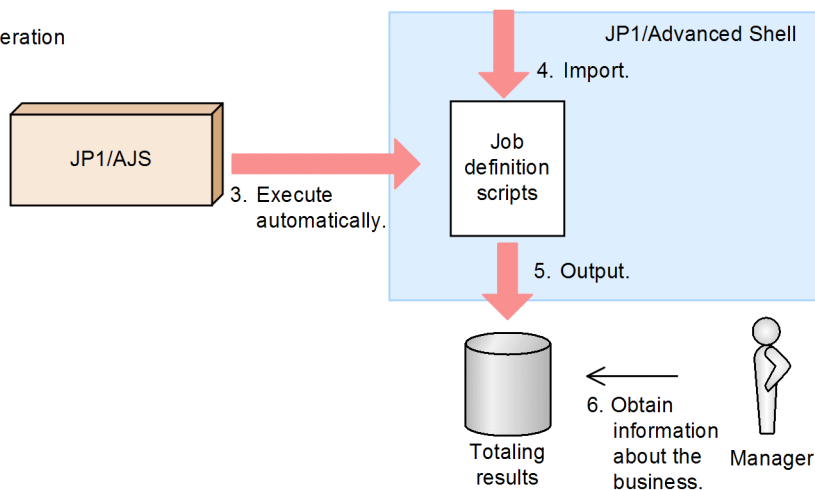 JP1/Advanced Shell
eration
4. Import.
JP1/AJS
Job
definition
scripts
3. Execute
automatically.
5. Output.
6. Obtain
information
about the
business.
Totaling
results
Manager